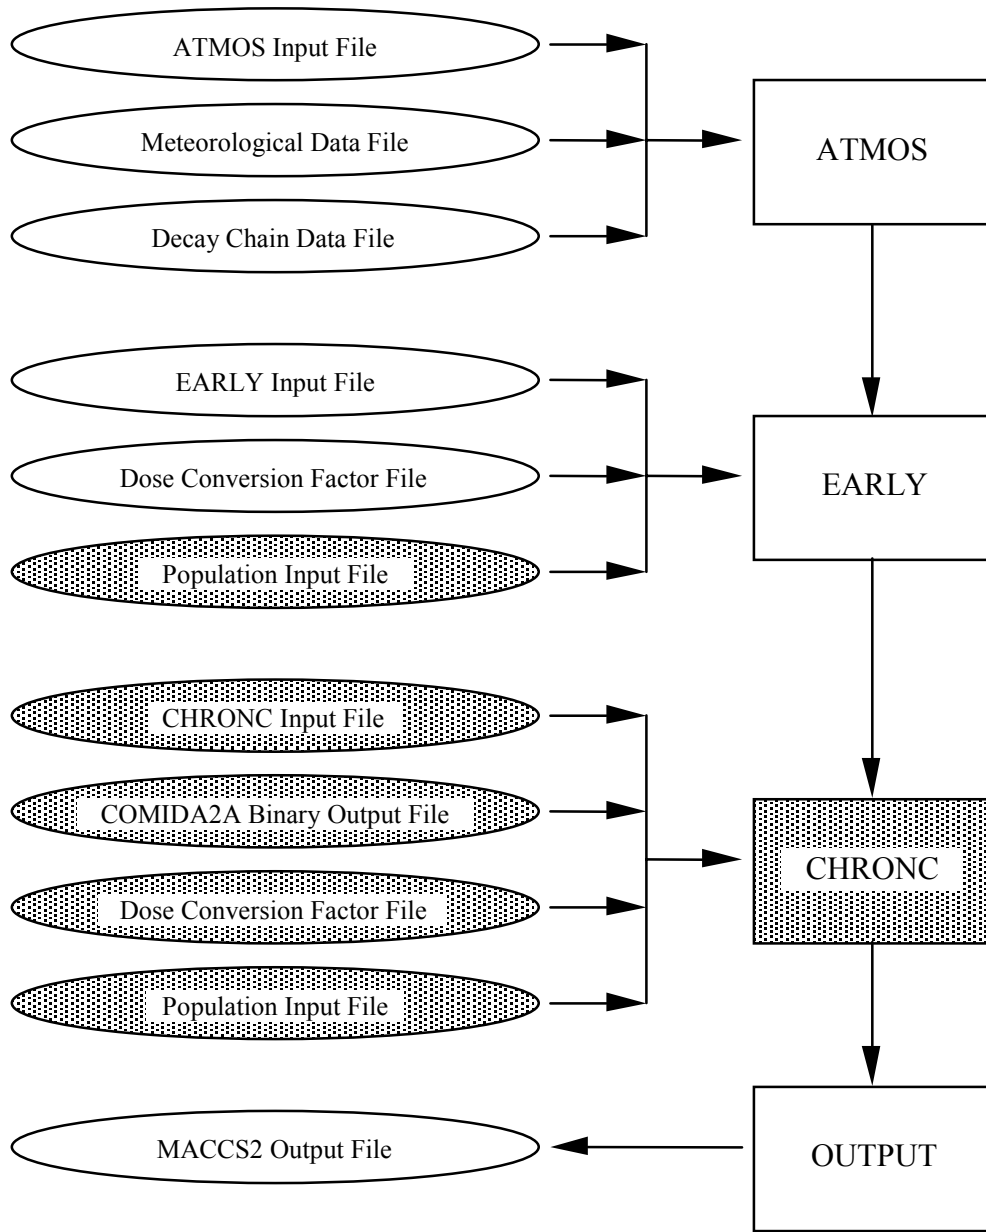 ATMOS Input File
Meteorological Data File
Decay Chain Data File
ATMOS
EARLY Input File
Dose Conversion Factor File
Population Input File
EARLY
CHRONC Input File
COMIDA2A Binary Output File
Dose Conversion Factor File
Population Input File
CHRONC
MACCS2 Output File
OUTPUT